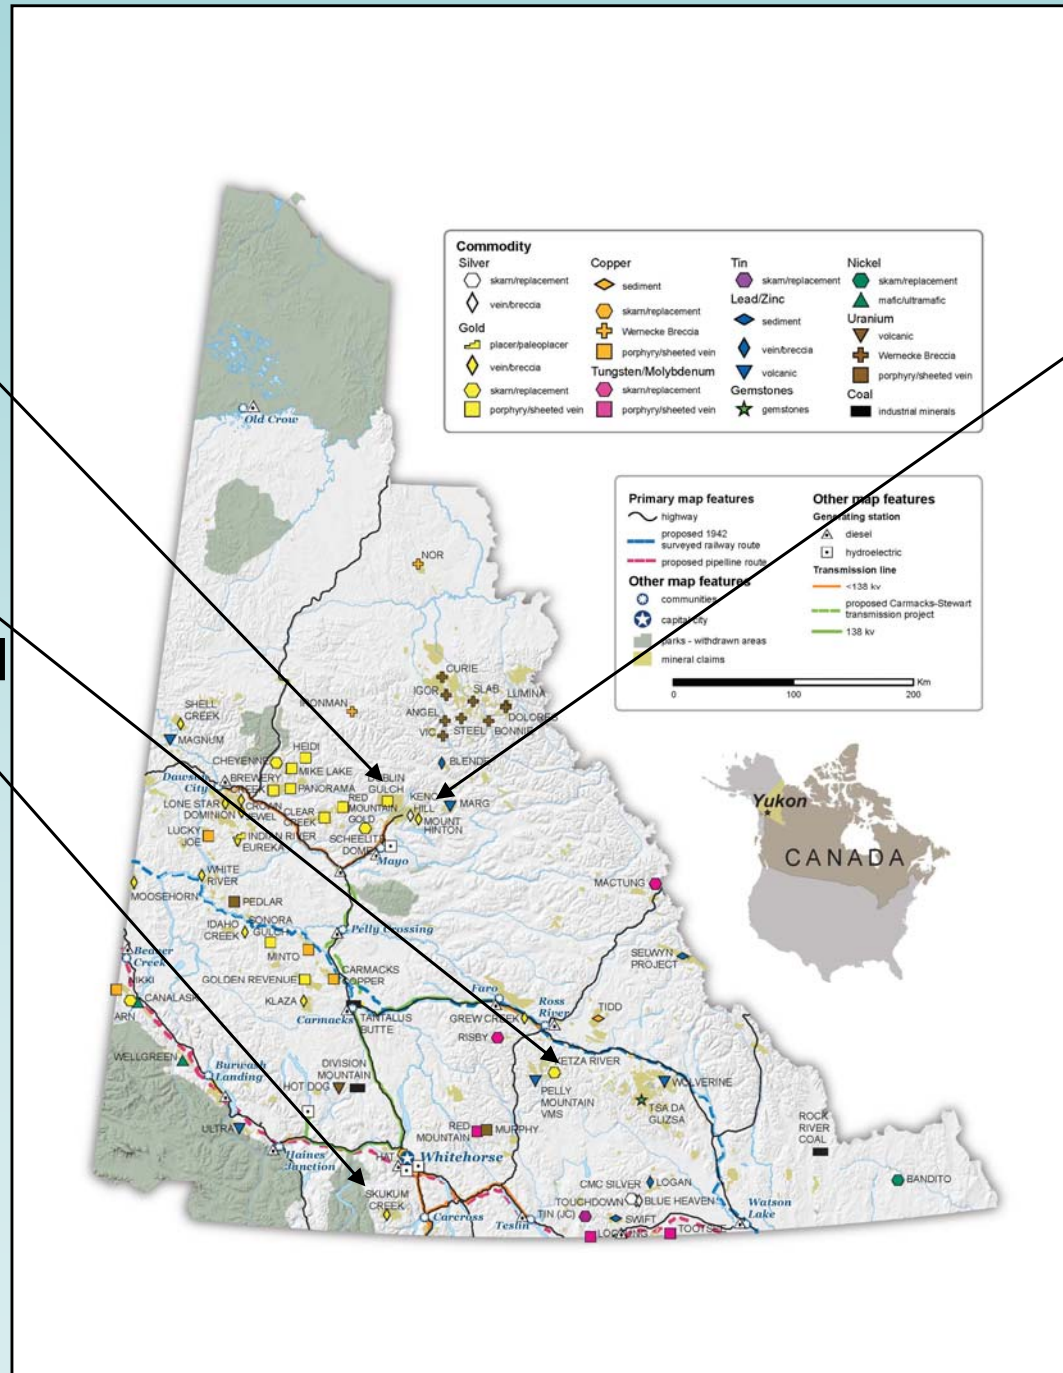 Commodity
Silver
skarn/replacement
vein/breccia
Gold
placer/paleoplacer
vein/breccia
skarn/replacement
porphyry/sheeted vein
Copper
sediment
skarn/replacement
Wernecke Breccia
porphyry/sheeted vein
Tungsten/Molybdenum
skarn/replacement
porphyry/sheeted vein
Tin
skarn/replacement
Lead/Zinc
sediment
vein/breccia
volcanic
Gemstones
gemstones
Nickel
skarn/replacement
mafic/ultramafic
Uranium
volcanic
Wernecke Breccia
porphyry/sheeted vein
Coal
industrial minerals
Primary map features
highway
proposed 1942
surveyed railway route
proposed pipelline route
Other map features
communities
capital city
parks - withdrawn areas
mineral claims
Other map features
Generating station
diesel
hydroelectric
Transmission line
<138 kv
proposed Carmacks-Stewart
transmission project
138 kv
0 100 200 Km
Old Crow
NOR
CURIE
IGOR
SLAB
LUMINA
ANGEL
DOLORES
VIC
STEEL
BONNIE
IRONMAN
SHELL
CREEK
MAGNUM
HEIDI
CHEYENNE
MIKE LAKE
BLENDE
Dawson
City
BREWERY
CREEK
PANORAMA
DUBLIN
GULCH
KENO
HILL
MARG
LONE STAR
DOMINION
CROWN
JEWEL
CLEAR
CREEK
RED
MOUNTAIN
GOLD
MOUNT
HINTON
LUCKY
JOE
INDIAN RIVER
EUREKA
SCHEELITE
DOME
Mayo
WHITE
RIVER
MOOSEHORN
PEDLAR
MACTUNG
IDAHO
CREEK
SONORA
GULCH
Pelly Crossing
MINTO
SELWYN
PROJECT
Beaver
Creek
NIKKI
CANALASK
ARN
GOLDEN REVENUE
CARMACKS
COPPER
KLAZA
Carmacks
TANTALUS
BUTTE
Faro
GREW CREEK
Ross
River
TIDD
RISBY
WELLGREEN
Burwash
Landing
DIVISION
MOUNTAIN
HOT DOG
KETZA RIVER
PELLY
MOUNTAIN
VMS
WOLVERINE
TSA DA
GLIZSA
ULTRA
RED
MOUNTAIN
MURPHY
ROCK
RIVER
COAL
Haines
Junction
HAT
Whitehorse
SKUKUM
CREEK
Carcross
Teslin
CMC SILVER
LOGAN
TOUCHDOWN
BLUE HEAVEN
TIN (JC)
SWIFT
Watson
Lake
BANDITO
Yukon
CANADA